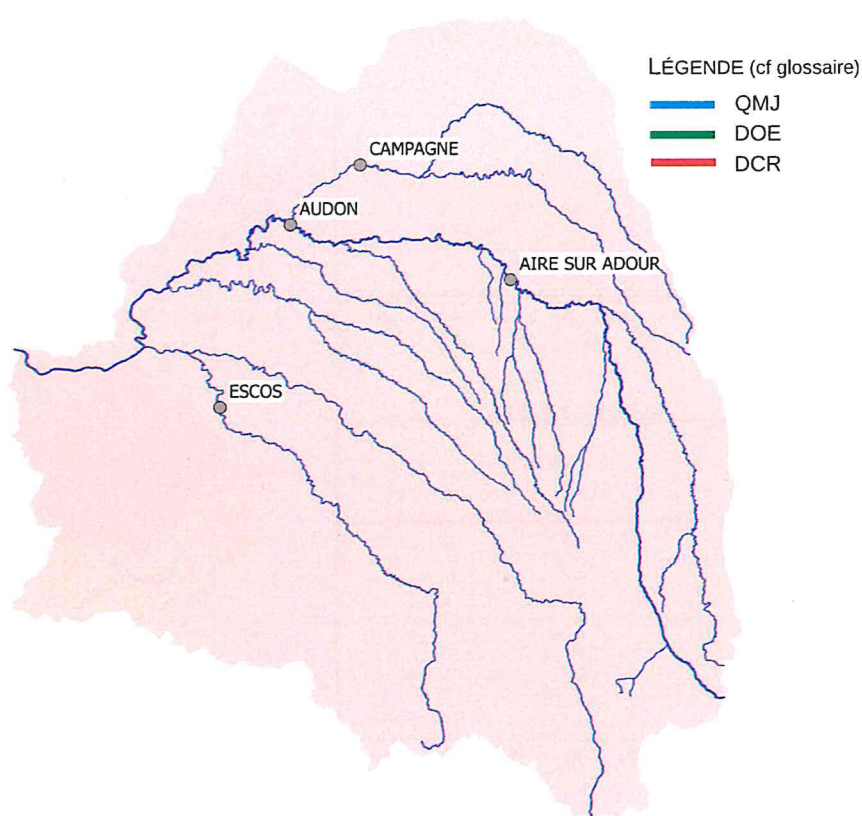 LÉGENDE (cf glossaire)
QMJ
DOE
DCR
CAMPAGNE
AUDON
AIRE SUR ADOUR
ESCOS